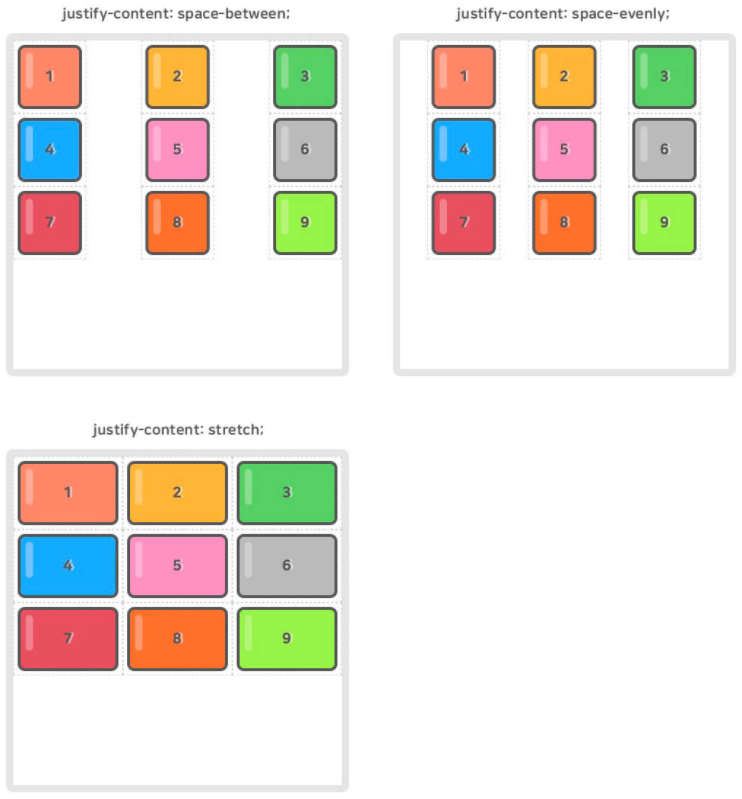 justify-content: space-between;
justify-content: space-evenly;
1 2 3
4 5 6
7 8 9
1 2 3
4 5 6
7 8 9
justify-content: stretch;
1 2 3
4 5 6
7 8 9